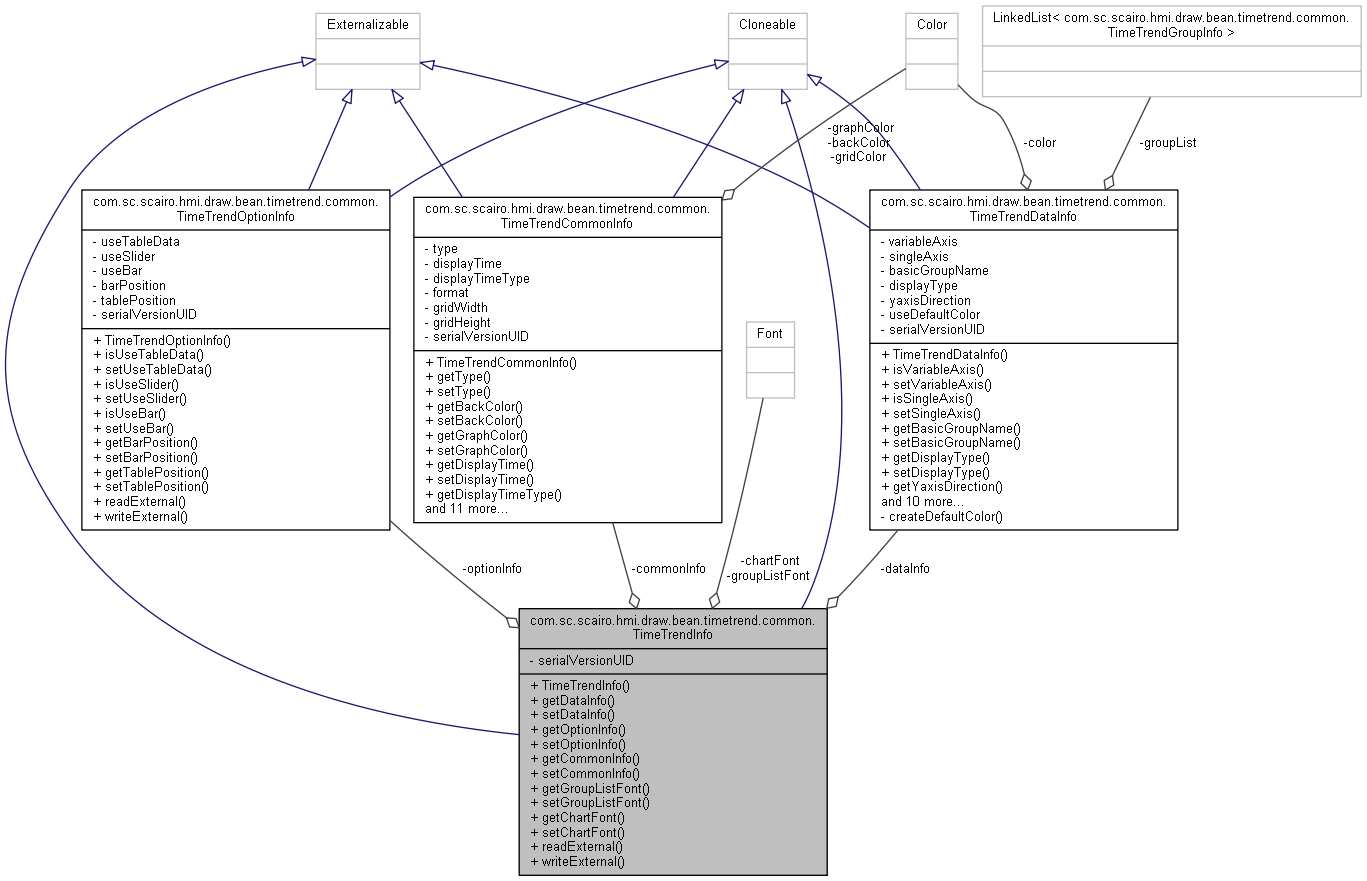 Externalizable
Cloneable
Color
LinkedList< com.sc.scairo.hmi.draw.bean.timetrend.common.
TimeTrendGroupInfo >
-graphColor
-backColor
-gridColor
-color
-groupList
com.sc.scairo.hmi.draw.bean.timetrend.common.
TimeTrendOptionInfo
- useTableData
- useSlider
- useBar
- barPosition
- tablePosition
- serialVersionUID
+ TimeTrendOptionInfo()
+ isUseTableData()
+ setUseTableData()
+ isUseSlider()
+ setUseSlider()
+ isUseBar()
+ setUseBar()
+ getBarPosition()
+ setBarPosition()
+ getTablePosition()
+ setTablePosition()
+ readExternal()
+ writeExternal()
com.sc.scairo.hmi.draw.bean.timetrend.common.
TimeTrendCommonInfo
- type
- displayTime
- displayTimeType
- format
- gridWidth
- gridHeight
- serialVersionUID
+ TimeTrendCommonInfo()
+ getType()
+ setType()
+ getBackColor()
+ setBackColor()
+ getGraphColor()
+ setGraphColor()
+ getDisplayTime()
+ setDisplayTime()
+ getDisplayTimeType()
and 11 more...
Font
com.sc.scairo.hmi.draw.bean.timetrend.common.
TimeTrendDataInfo
- variableAxis
- singleAxis
- basicGroupName
- displayType
- yaxisDirection
- useDefaultColor
- serialVersionUID
+ TimeTrendDataInfo()
+ isVariableAxis()
+ setVariableAxis()
+ isSingleAxis()
+ setSingleAxis()
+ getBasicGroupName()
+ setBasicGroupName()
+ getDisplayType()
+ setDisplayType()
+ getYaxisDirection()
and 10 more...
- createDefaultColor()
-optionInfo
-commonInfo
-chartFont
-groupListFont
-dataInfo
com.sc.scairo.hmi.draw.bean.timetrend.common.
TimeTrendInfo
- serialVersionUID
+ TimeTrendInfo()
+ getDataInfo()
+ setDataInfo()
+ getOptionInfo()
+ setOptionInfo()
+ getCommonInfo()
+ setCommonInfo()
+ getGroupListFont()
+ setGroupListFont()
+ getChartFont()
+ setChartFont()
+ readExternal()
+ writeExternal()